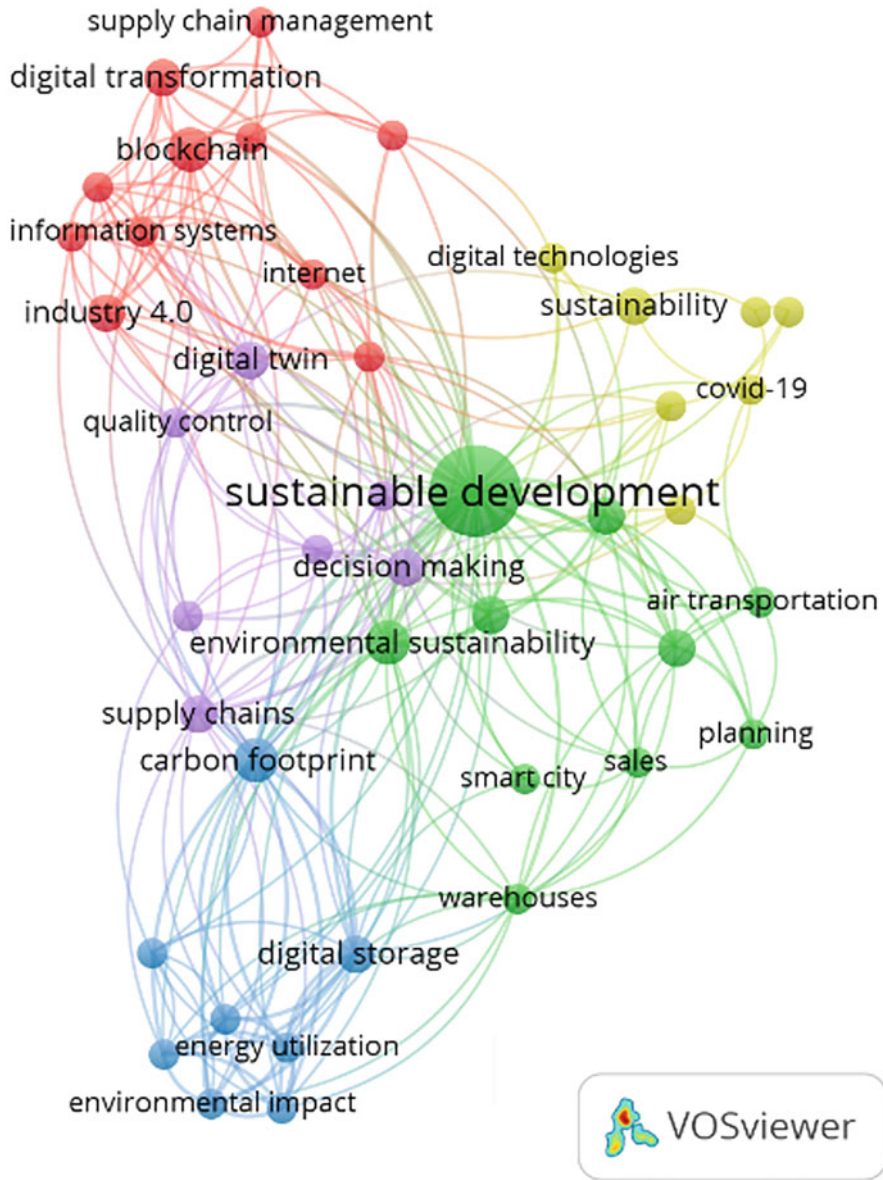 supply chain management
digital transformation
blockchain
information systems
digital technologies
internet
sustainability
industry 4.0
digital twin
covid-19
quality control
sustainable development
decision making
air transportation
environmental sustainability
supply chains
planning
carbon footprint
sales
smart city
warehouses
digital storage
energy utilization
environmental impact
VOSviewer